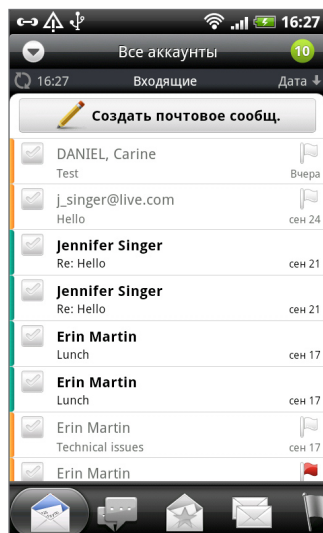 16:27
Все аккаунты
10
16:27
Входящие
Дата
Создать почтовое сообщ.
DANIEL, Carine
Test
Вчера
j_singer@live.com
Hello
сен 24
Jennifer Singer
Re: Hello
сен 21
Jennifer Singer
Re: Hello
сен 21
Erin Martin
Lunch
сен 17
Erin Martin
Lunch
сен 17
Erin Martin
Technical issues
сен 17
Erin Martin